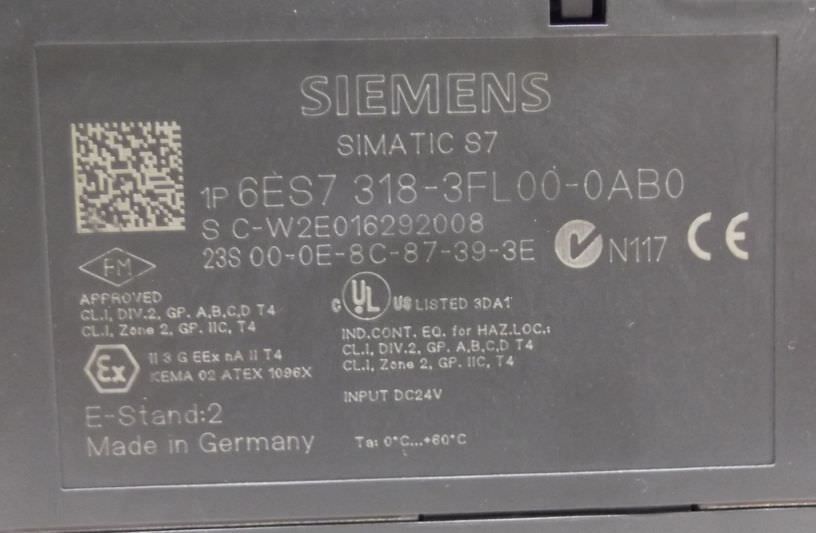 SIEMENS
SIMATIC S7
1P 6ES7 318-3FL00-0AB0
S C-W2E016292008
23S 00-0E-8C-87-39-3E N117 CE
FM
APPROVED
CL.I, DIV.2, GP. A,B,C,D T4
CL.I, Zone 2, GP. IIC, T4
C UL US LISTED 3DA1
IND.CONT. EQ. for HAZ.LOC.:
CL.I, DIV.2, GP. A,B,C,D T4
CL.I, Zone 2, GP. IIC, T4
Ex II 3 G EEx nA II T4
KEMA 02 ATEX 1096X
INPUT DC24V
E-Stand:2
Made in Germany
Ta: 0°C...+60°C